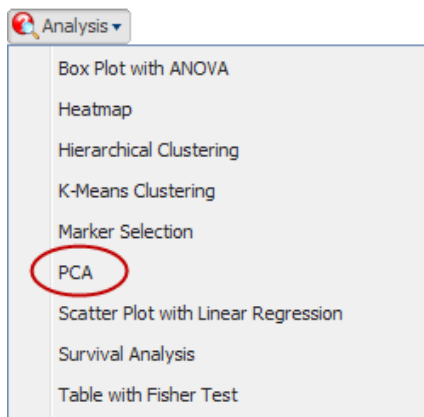 Analysis
Box Plot with ANOVA
Heatmap
Hierarchical Clustering
K-Means Clustering
Marker Selection
PCA
Scatter Plot with Linear Regression
Survival Analysis
Table with Fisher Test